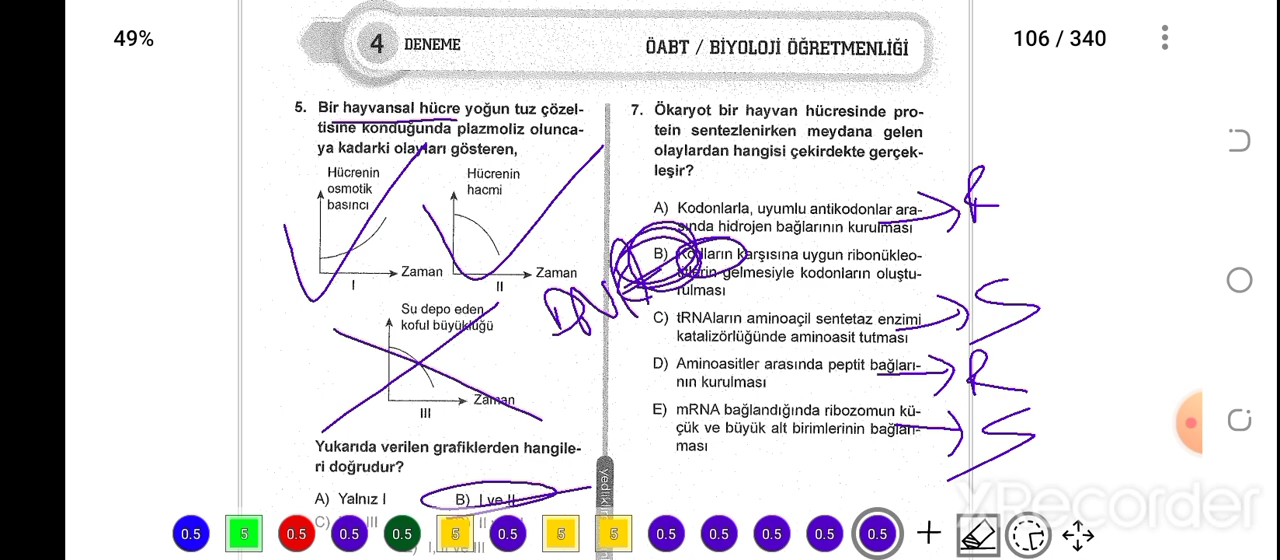 49%
4 DENEME
ÖABT / BİYOLOJİ ÖĞRETMENLİĞİ
106 / 340
5. Bir hayvansal hücre yoğun tuz çözel-
tisine konduğunda plazmoliz olunca-
ya kadarki olayları gösteren,
Hücrenin
osmotik
basıncı
Zaman
I
Hücrenin
hacmi
Zaman
II
Su depo eden
koful büyüklüğü
Zaman
III
Yukarıda verilen grafiklerden hangile-
ri doğrudur?
A) Yalnız I
B) I ve II
7. Ökaryot bir hayvan hücresinde pro-
tein sentezlenirken meydana gelen
olaylardan hangisi çekirdekte gerçek-
leşir?
A) Kodonlarla, uyumlu antikodonlar ara-
sında hidrojen bağlarının kurulması
R
B) Kodların karşısına uygun ribonükleo-
titlerin gelmesiyle kodonların oluştu-
rulması
DNA
C) tRNAların aminoaçil sentetaz enzimi
katalizörlüğünde aminoasit tutması
S
D) Aminoasitler arasında peptit bağları-
nın kurulması
R
E) mRNA bağlandığında ribozomun kü-
çük ve büyük alt birimlerinin bağlan-
ması
S
0.5 5 0.5 0.5 0.5 5 0.5 5 5 0.5 0.5 0.5 0.5 0.5
XRecorder